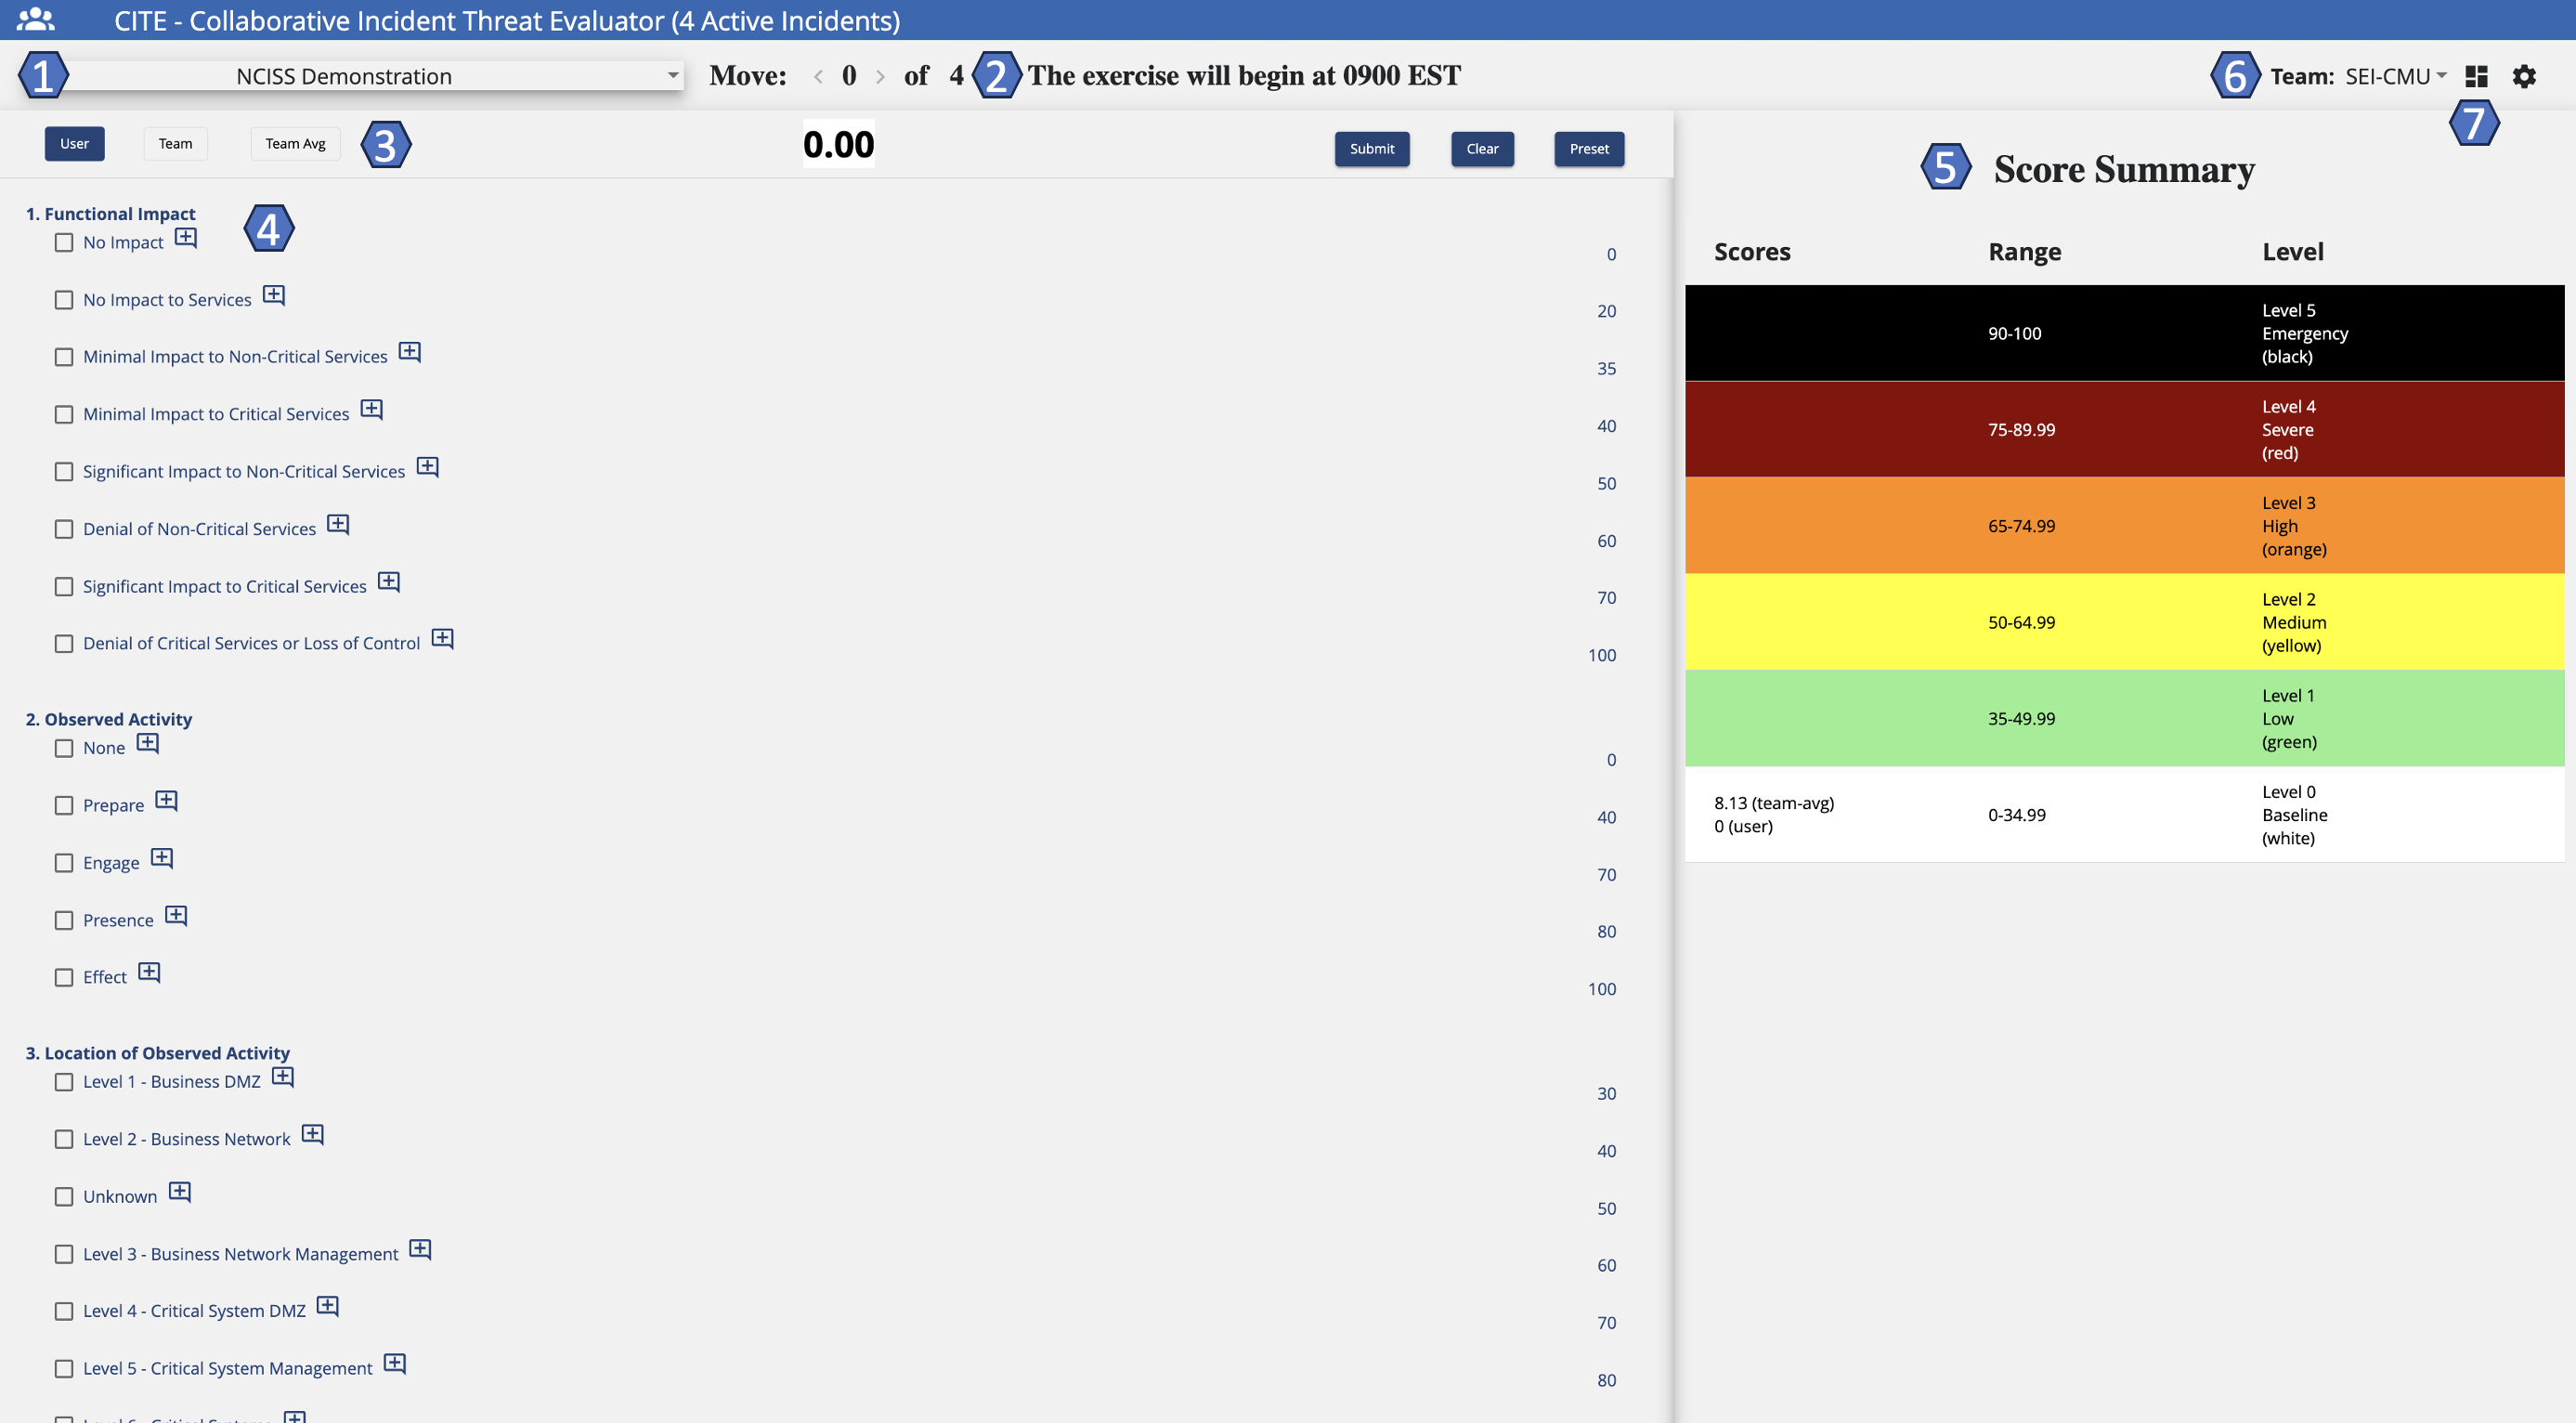 CITE - Collaborative Incident Threat Evaluator (4 Active Incidents)
1 NCISS Demonstration Move: < 0 > of 4 2 The exercise will begin at 0900 EST 6 Team: SEI-CMU
7
User Team Team Avg 3 0.00 Submit Clear Preset
5 Score Summary
1. Functional Impact 4
No Impact 0
No Impact to Services 20
Minimal Impact to Non-Critical Services 35
Minimal Impact to Critical Services 40
Significant Impact to Non-Critical Services 50
Denial of Non-Critical Services 60
Significant Impact to Critical Services 70
Denial of Critical Services or Loss of Control 100
2. Observed Activity
None 0
Prepare 40
Engage 70
Presence 80
Effect 100
3. Location of Observed Activity
Level 1 - Business DMZ 30
Level 2 - Business Network 40
Unknown 50
Level 3 - Business Network Management 60
Level 4 - Critical System DMZ 70
Level 5 - Critical System Management 80
Scores Range Level
90-100
Level 5
Emergency
(black)
75-89.99
Level 4
Severe
(red)
65-74.99
Level 3
High
(orange)
50-64.99
Level 2
Medium
(yellow)
35-49.99
Level 1
Low
(green)
8.13 (team-avg)
0 (user)
0-34.99
Level 0
Baseline
(white)